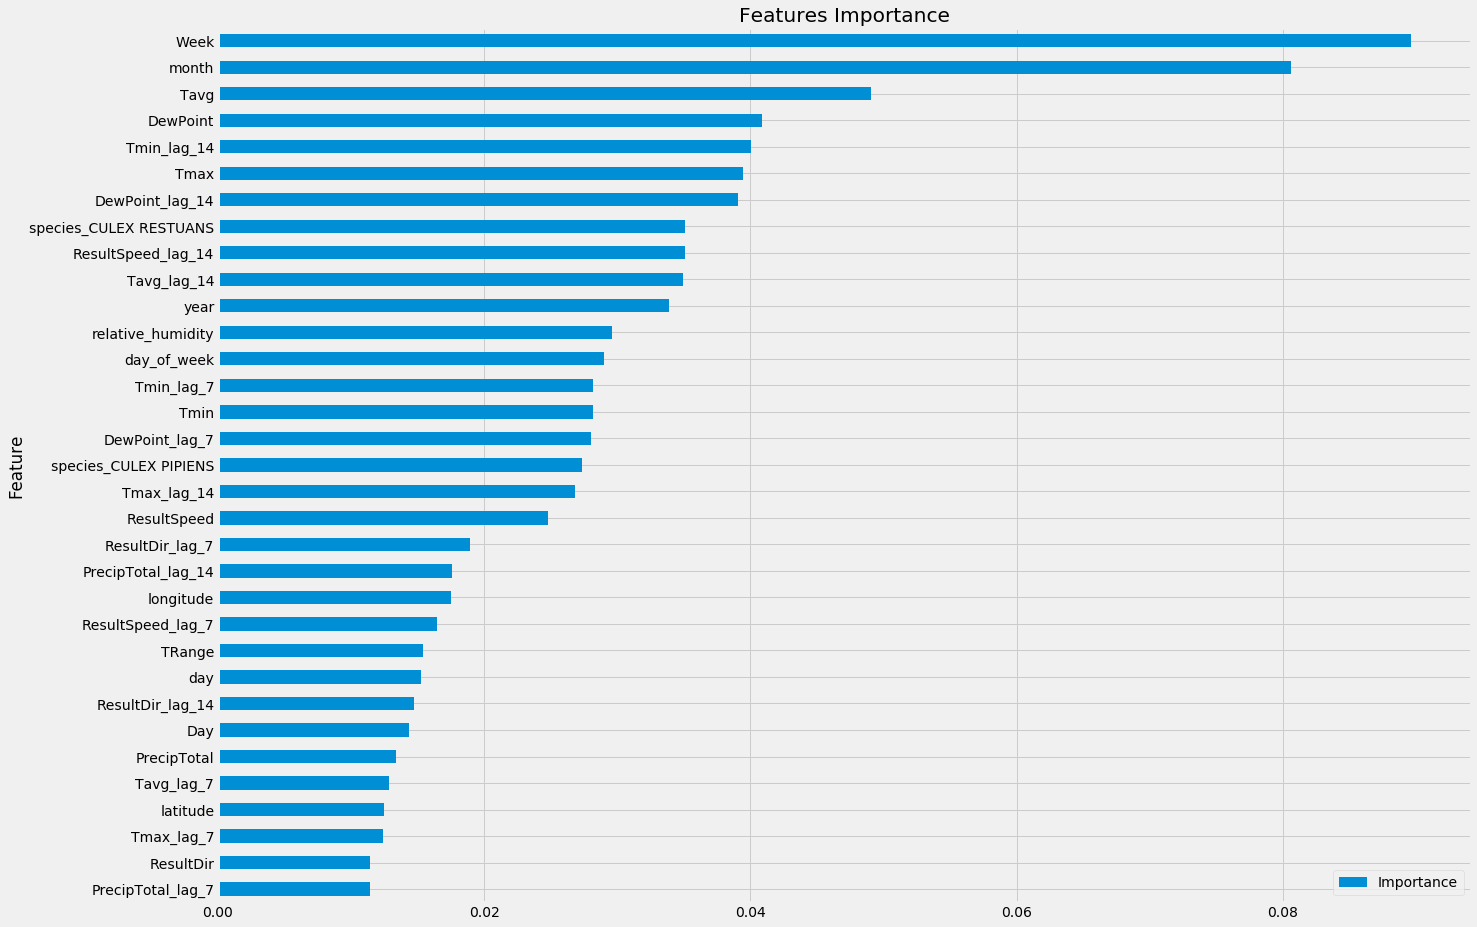 Features Importance
Week
month
Tavg
DewPoint
Tmin_lag_14
Tmax
DewPoint_lag_14
species_CULEX RESTUANS
ResultSpeed_lag_14
Tavg_lag_14
year
relative_humidity
day_of_week
Tmin_lag_7
Tmin
DewPoint_lag_7
species_CULEX PIPIENS
Tmax_lag_14
ResultSpeed
ResultDir_lag_7
PrecipTotal_lag_14
longitude
ResultSpeed_lag_7
TRange
day
ResultDir_lag_14
Day
PrecipTotal
Tavg_lag_7
latitude
Tmax_lag_7
ResultDir
PrecipTotal_lag_7
Feature
Importance
0.00 0.02 0.04 0.06 0.08